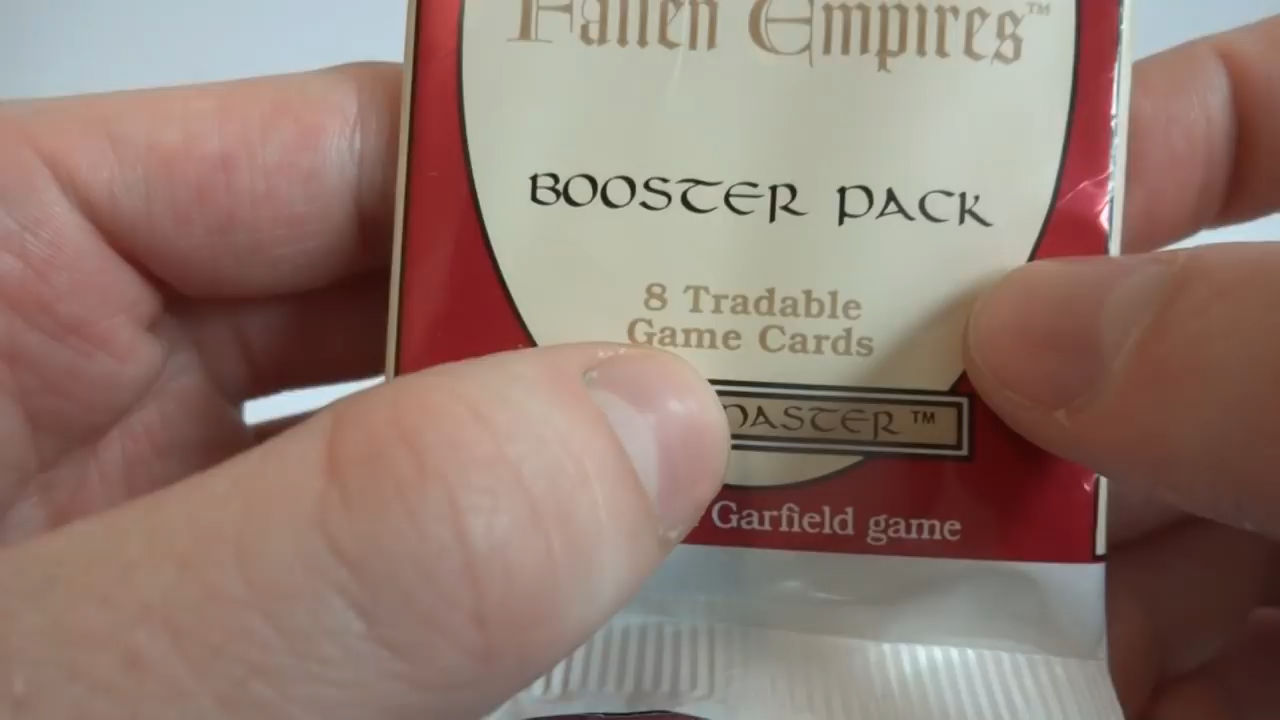 Fallen Empires™
BOOSTER PACK
8 Tradable
Game Cards
MASTER™
Garfield game